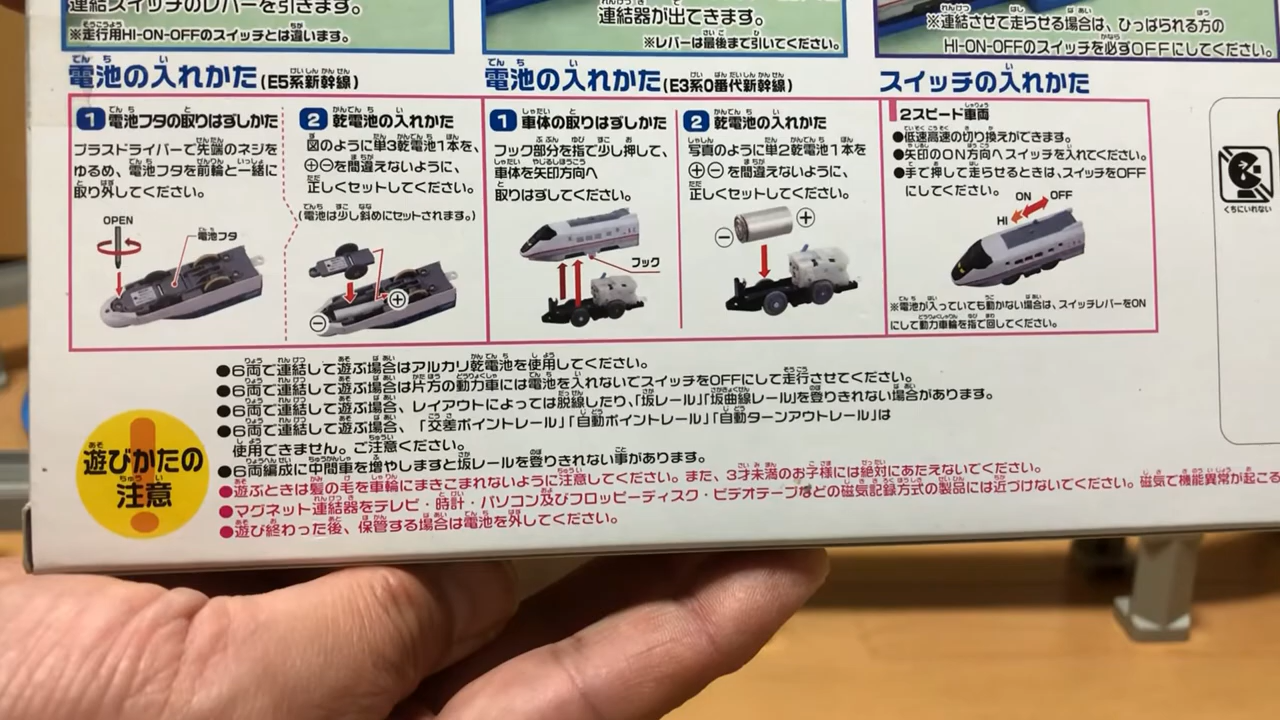 連結スイッチのレバーを引きます。
※走行用HI-ON-OFFのスイッチとは違います。
連結器が出てきます。
※レバーは最後まで引いてください。
※連結させて走らせる場合は、ひっぱられる方の
HI-ON-OFFのスイッチを必ずOFFにしてください。
電池の入れかた(E5系新幹線)
1 電池フタの取りはずしかた
プラスドライバーで先端のネジを
ゆるめ、電池フタを前輪と一緒に
取り外してください。
OPEN
電池フタ
2 乾電池の入れかた
図のように単3乾電池1本を、
⊕⊖を間違えないように、
正しくセットしてください。
(電池は少し斜めにセットされます。)
⊕
⊖
電池の入れかた(E3系0番代新幹線)
1 車体の取りはずしかた
フック部分を指で少し押して、
車体を矢印方向へ
取りはずしてください。
フック
2 乾電池の入れかた
写真のように単2乾電池1本を
⊕⊖を間違えないように、
正しくセットしてください。
⊕
⊖
スイッチの入れかた
2スピード車両
●低速高速の切り換えができます。
●矢印のON方向へスイッチを入れてください。
●手で押して走らせるときは、スイッチをOFF
にしてください。
ON OFF
HI
※電池が入っていても動かない場合は、スイッチレバーをON
にして動力車輪を指で回してください。
くちにいれない
遊びかたの
注意
●6両で連結して遊ぶ場合はアルカリ乾電池を使用してください。
●6両で連結して遊ぶ場合は片方の動力車には電池を入れないでスイッチをOFFにして走行させてください。
●6両で連結して遊ぶ場合、レイアウトによっては脱線したり、「坂レール」「坂曲線レール」を登りきれない場合があります。
●6両で連結して遊ぶ場合、「交差ポイントレール」「自動ポイントレール」「自動ターンアウトレール」は
使用できません。ご注意ください。
●6両編成に中間車を増やしますと坂レールを登りきれない事があります。
●遊ぶときは髪の毛を車輪にまきこまれないように注意してください。また、3才未満のお子様には絶対にあたえないでください。
●マグネット連結器をテレビ・時計・パソコン及びフロッピーディスク・ビデオテープなどの磁気記録方式の製品には近づけないでください。磁気で機能異常が起こる
●遊び終わった後、保管する場合は電池を外してください。